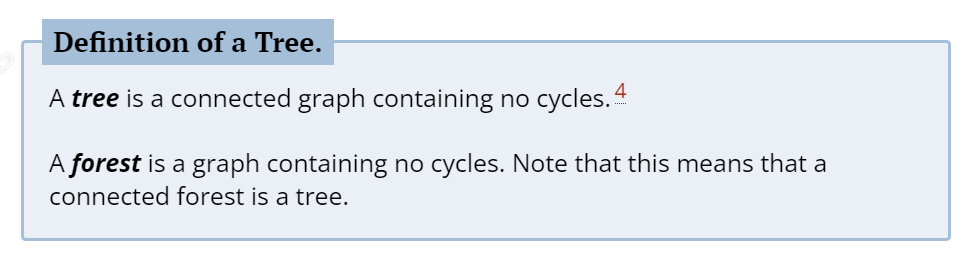 Definition of a Tree.
A tree is a connected graph containing no cycles. 4
A forest is a graph containing no cycles. Note that this means that a
connected forest is a tree.